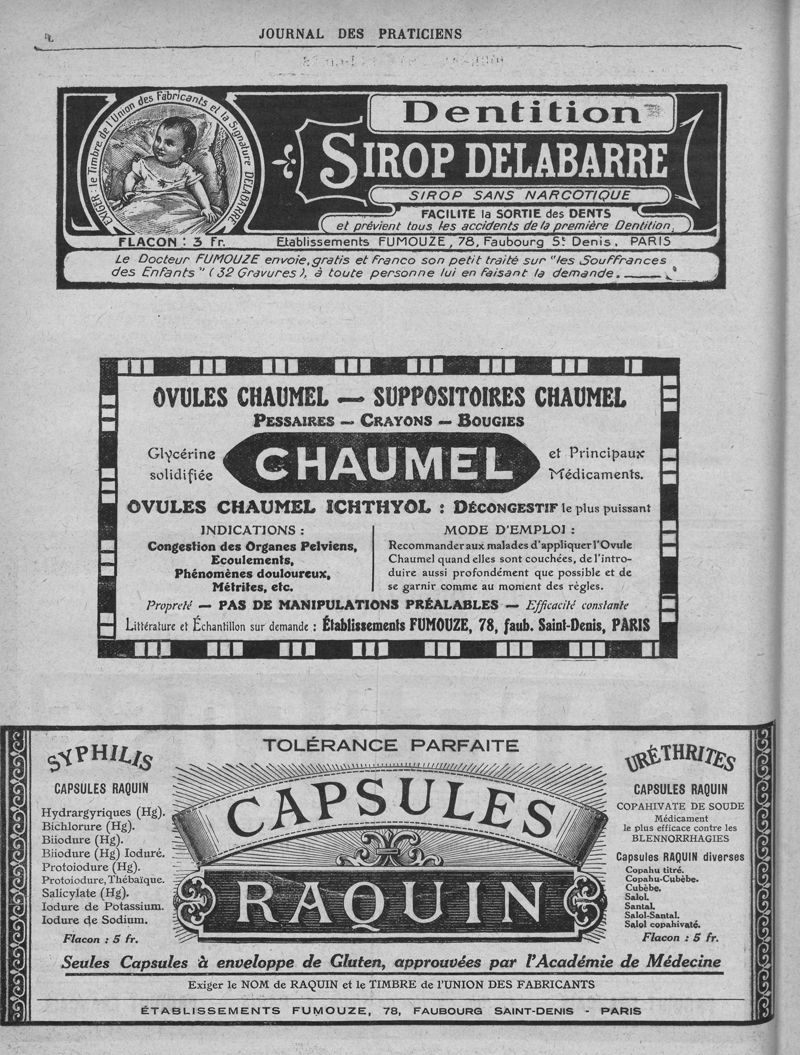 JOURNAL DES PRATICIENS
EXIGER: le Timbre de l'Union des Fabricants et la Signature DELABARRE
Dentition
SIROP DELABARRE
SIROP SANS NARCOTIQUE
FACILITE la SORTIE des DENTS
et prévient tous les accidents de la première Dentition,
FLACON : 3 Fr. Etablissements FUMOUZE, 78, Faubourg St Denis, PARIS
Le Docteur FUMOUZE envoie, gratis et franco son petit traité sur "les Souffrances
des Enfants" (32 Gravures), à toute personne lui en faisant la demande.
OVULES CHAUMEL — SUPPOSITOIRES CHAUMEL
PESSAIRES — CRAYONS — BOUGIES
Glycérine
solidifiée
CHAUMEL
et Principaux
Médicaments.
OVULES CHAUMEL ICHTHYOL : DÉCONGESTIF le plus puissant
INDICATIONS :
Congestion des Organes Pelviens,
Ecoulements,
Phénomènes douloureux,
Métrites, etc.
MODE D'EMPLOI :
Recommander aux malades d'appliquer l'Ovule
Chaumel quand elles sont couchées, de l'intro-
duire aussi profondément que possible et de
se garnir comme au moment des règles.
Propreté — PAS DE MANIPULATIONS PRÉALABLES — Efficacité constante
Littérature et Échantillon sur demande : Établissements FUMOUZE, 78, faub. Saint-Denis, PARIS
TOLÉRANCE PARFAITE
SYPHILIS
CAPSULES RAQUIN
Hydrargyriques (Hg).
Bichlorure (Hg).
Biiodure (Hg).
Biiodure (Hg) Ioduré.
Protoiodure (Hg).
Protoiodure, Thébaïque.
Salicylate (Hg).
Iodure de Potassium.
Iodure de Sodium.
Flacon : 5 fr.
CAPSULES
RAQUIN
URÉTHRITES
CAPSULES RAQUIN
COPAHIVATE DE SOUDE
Médicament
le plus efficace contre les
BLENNORRHAGIES
Capsules RAQUIN diverses
Copahu titré.
Copahu-Cubèbe.
Cubèbe.
Salol.
Santal.
Salol-Santal.
Salol copahivaté.
Flacon : 5 fr.
Seules Capsules à enveloppe de Gluten, approuvées par l'Académie de Médecine
Exiger le NOM de RAQUIN et le TIMBRE de l'UNION DES FABRICANTS
ÉTABLISSEMENTS FUMOUZE, 78, FAUBOURG SAINT-DENIS - PARIS